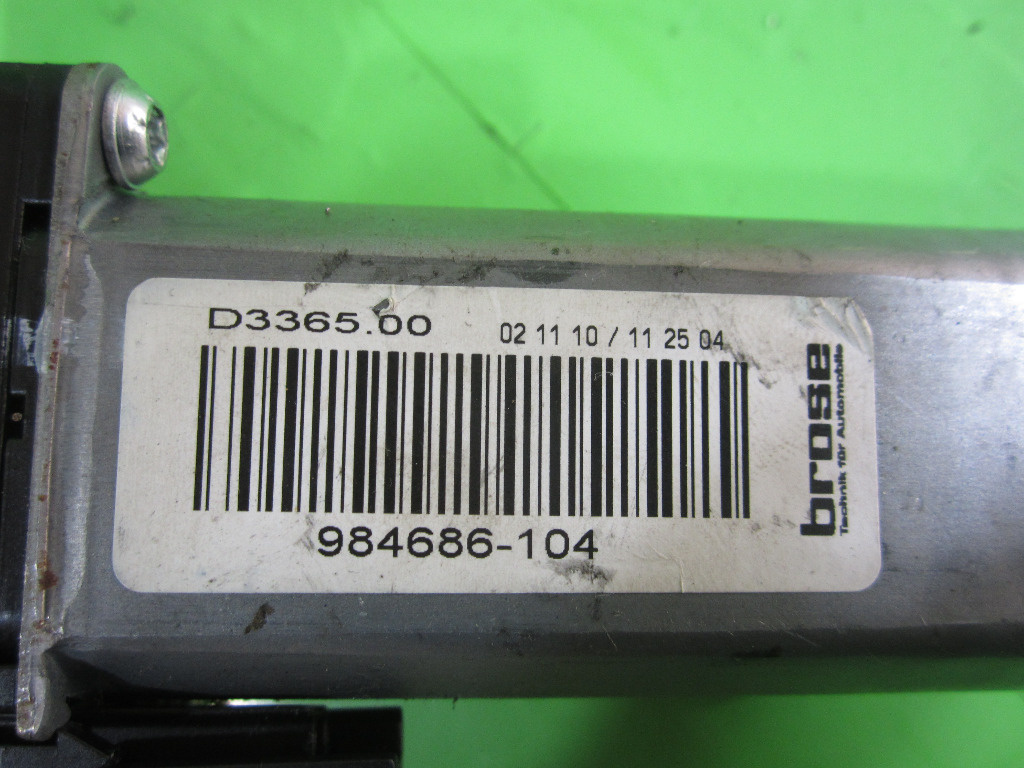 D3365.00
02 11 10 / 11 25 04
984686-104
brose
Technik für Automobile